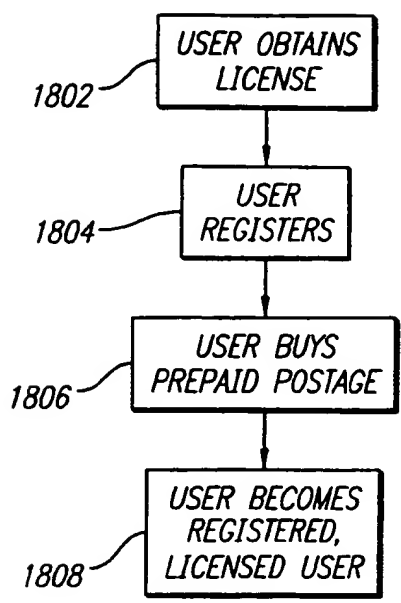 USER OBTAINS
LICENSE
1802
USER
REGISTERS
1804
USER BUYS
PREPAID POSTAGE
1806
USER BECOMES
REGISTERED,
LICENSED USER
1808